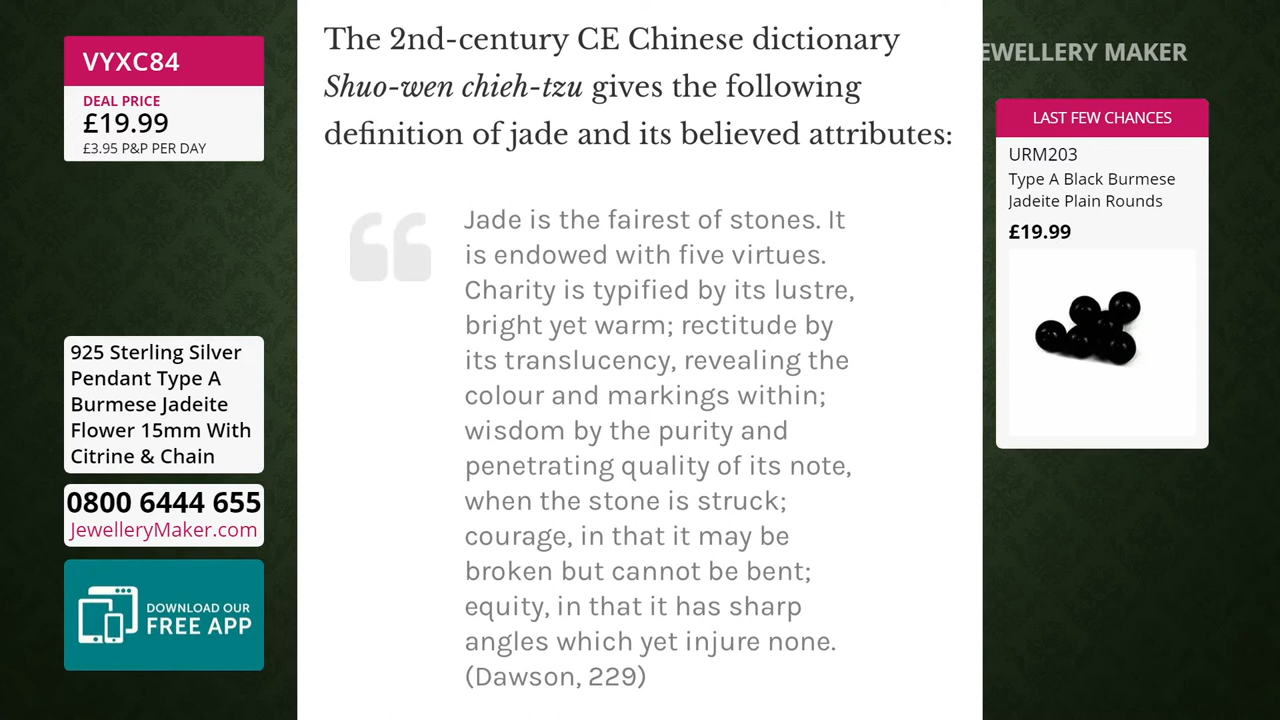 VYXC84
DEAL PRICE
£19.99
£3.95 P&P PER DAY
925 Sterling Silver
Pendant Type A
Burmese Jadeite
Flower 15mm With
Citrine & Chain
0800 6444 655
JewelleryMaker.com
DOWNLOAD OUR
FREE APP
The 2nd-century CE Chinese dictionary
Shuo-wen chieh-tzu gives the following
definition of jade and its believed attributes:
Jade is the fairest of stones. It
is endowed with five virtues.
Charity is typified by its lustre,
bright yet warm; rectitude by
its translucency, revealing the
colour and markings within;
wisdom by the purity and
penetrating quality of its note,
when the stone is struck;
courage, in that it may be
broken but cannot be bent;
equity, in that it has sharp
angles which yet injure none.
(Dawson, 229)
EWELLERY MAKER
LAST FEW CHANCES
URM203
Type A Black Burmese
Jadeite Plain Rounds
£19.99